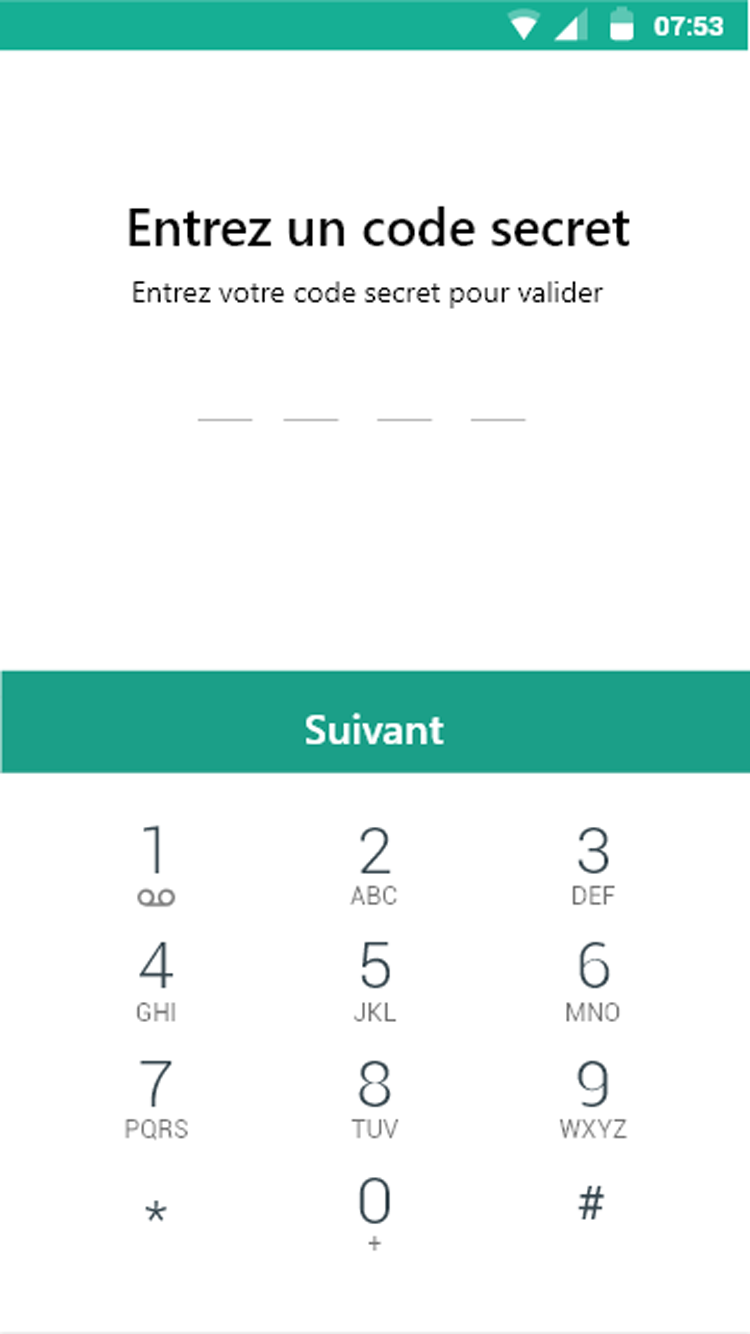 07:53
Entrez un code secret
Entrez votre code secret pour valider
Suivant
1 2 3
ABC DEF
4 5 6
GHI JKL MNO
7 8 9
PQRS TUV WXYZ
* 0 #
+